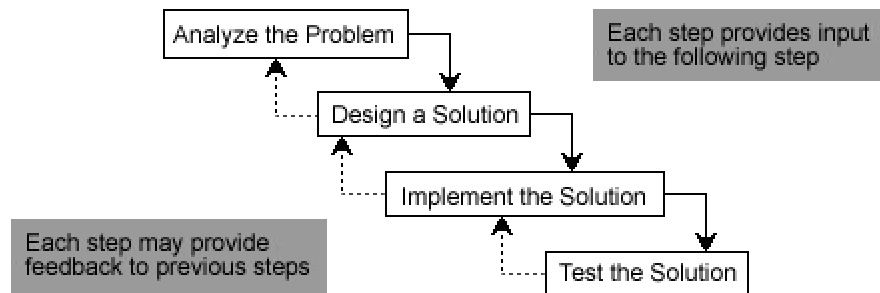 Analyze the Problem
Each step provides input
to the following step
Design a Solution
Implement the Solution
Each step may provide
feedback to previous steps
Test the Solution